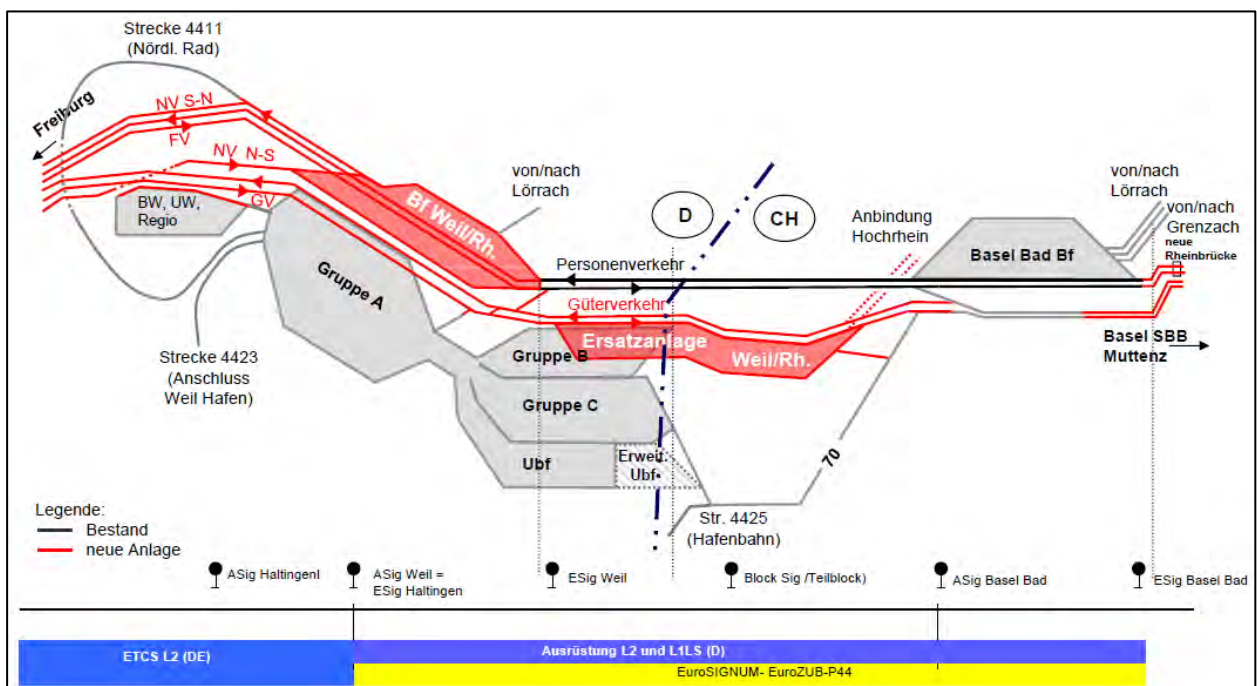 Strecke 4411
(Nördl. Rad)
Freiburg
NV S-N
FV
NV N-S
GV
BW, UW,
Regio
Bf Weil/Rh.
von/nach
Lörrach
D
CH
Anbindung
Hochrhein
von/nach
Lörrach
von/nach
Grenzach
neue
Rheinbrücke
Basel Bad Bf
Personenverkehr
Güterverkehr
Gruppe A
Ersatzanlage
Weil/Rh.
Gruppe B
Basel SBB
Muttenz
Strecke 4423
(Anschluss
Weil Hafen)
Gruppe C
Ubf
Erweit.
Ubf
70
Str. 4425
(Hafenbahn)
Legende:
Bestand
neue Anlage
ASig Haltingenl
ASig Weil =
ESig Haltingen
ESig Weil
Block Sig /Teilblock)
ASig Basel Bad
ESig Basel Bad
ETCS L2 (DE)
Ausrüstung L2 und L1LS (D)
EuroSIGNUM- EuroZUB-P44